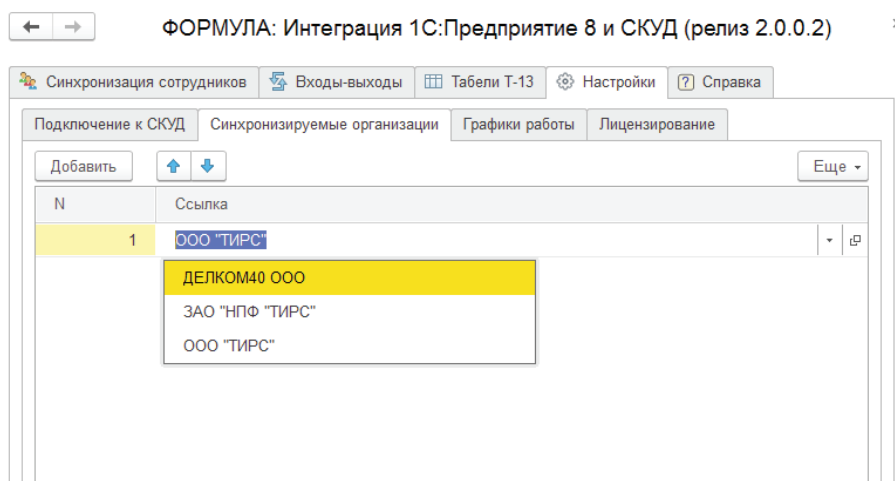 ФОРМУЛА: Интеграция 1С:Предприятие 8 и СКУД (релиз 2.0.0.2)
Синхронизация сотрудников Входы-выходы Табели Т-13 Настройки ? Справка
Подключение к СКУД Синхронизируемые организации Графики работы Лицензирование
Добавить Еще
N Ссылка
1 ООО "ТИРС"
ДЕЛКОМ40 ООО
ЗАО "НПФ "ТИРС"
ООО "ТИРС"